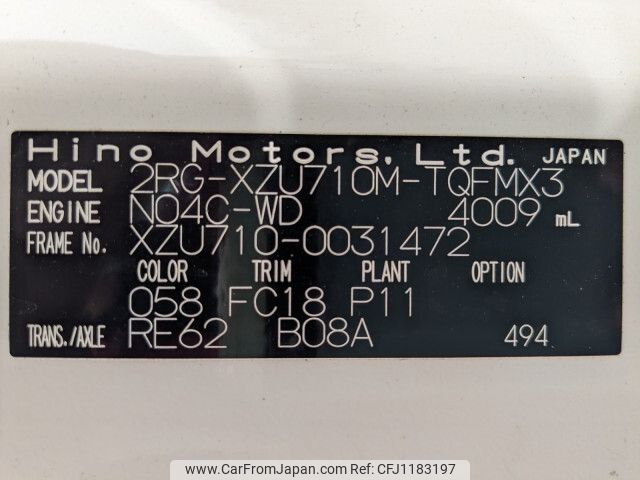 Hino Motors, Ltd. JAPAN
MODEL 2RG-XZU710M-TQFMX3
ENGINE N04C-WD 4009 mL
FRAME No. XZU710-0031472
COLOR TRIM PLANT OPTION
058 FC18 P11
TRANS./AXLE RE62 B08A 494
www.CarFromJapan.com - CFJ1183197